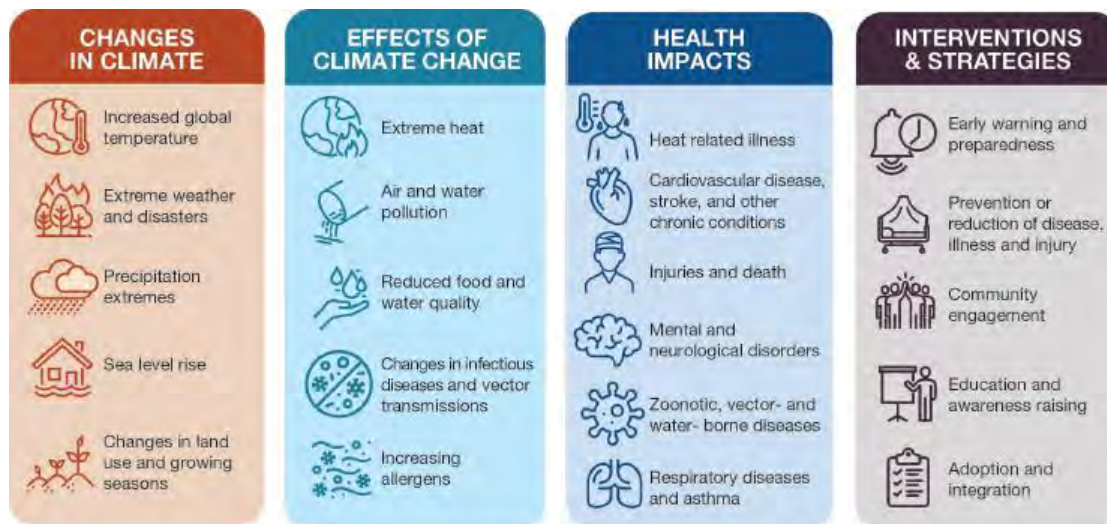 CHANGES
IN CLIMATE
Increased global
temperature
Extreme weather
and disasters
Precipitation
extremes
Sea level rise
Changes in land
use and growing
seasons
EFFECTS OF
CLIMATE CHANGE
Extreme heat
Air and water
pollution
Reduced food and
water quality
Changes in infectious
diseases and vector
transmissions
Increasing
allergens
HEALTH
IMPACTS
Heat related illness
Cardiovascular disease,
stroke, and other
chronic conditions
Injuries and death
Mental and
neurological disorders
Zoonotic, vector- and
water- borne diseases
Respiratory diseases
and asthma
INTERVENTIONS
& STRATEGIES
Early warning and
preparedness
Prevention or
reduction of disease,
illness and injury
Community
engagement
Education and
awareness raising
Adoption and
integration